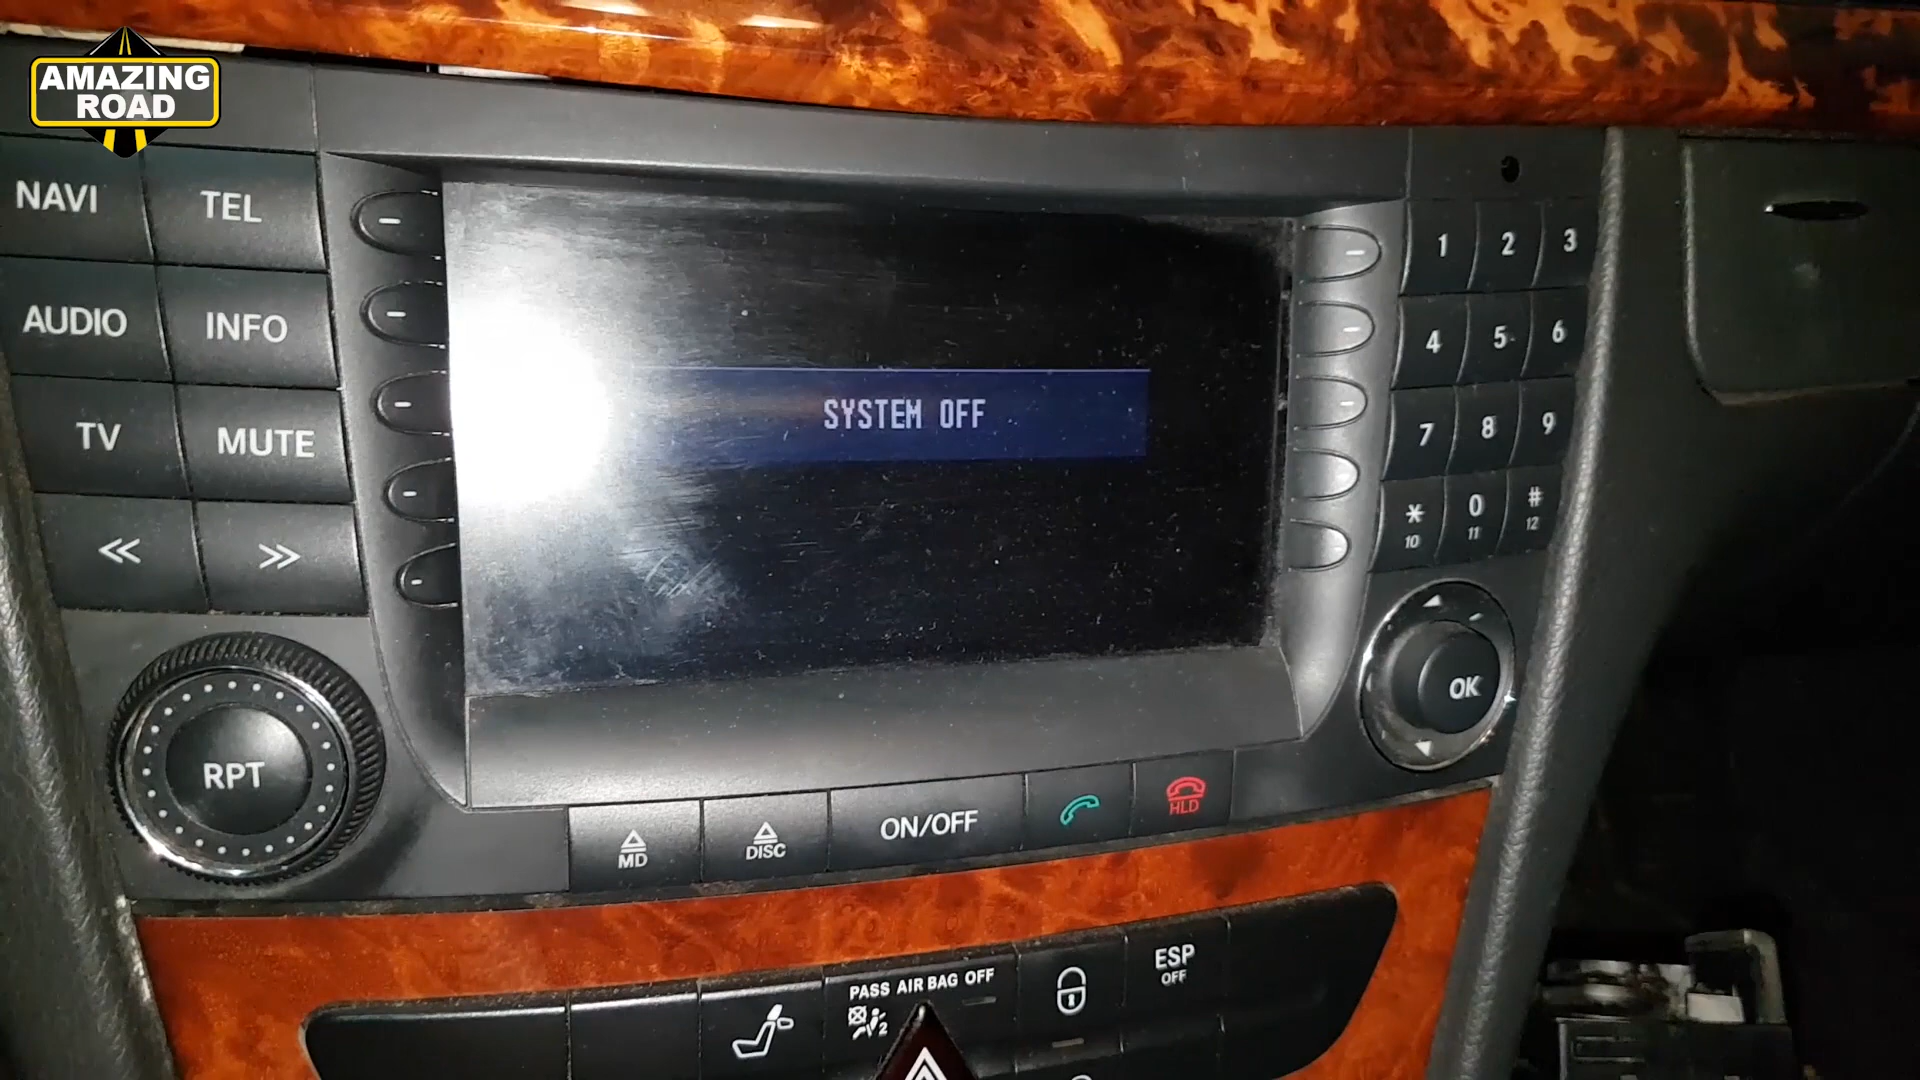 AMAZING
ROAD
NAVI
TEL
AUDIO
INFO
TV
MUTE
RPT
SYSTEM OFF
1 2 3
4 5 6
7 8 9
* 0 #
10 11 12
OK
MD
DISC
ON/OFF
HLD
PASS AIR BAG OFF
2
ESP
OFF